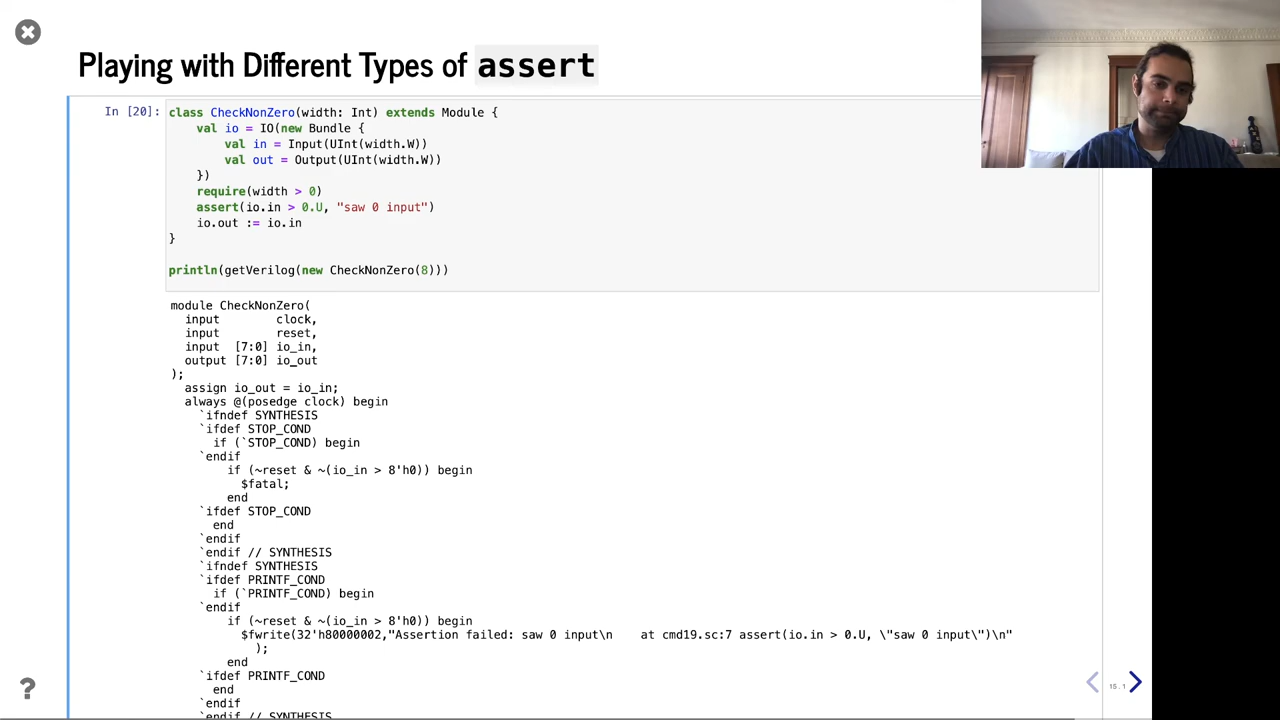 Playing with Different Types of assert
In [20]:
class CheckNonZero(width: Int) extends Module {
    val io = IO(new Bundle {
        val in = Input(UInt(width.W))
        val out = Output(UInt(width.W))
    })
    require(width > 0)
    assert(io.in > 0.U, "saw 0 input")
    io.out := io.in
}
println(getVerilog(new CheckNonZero(8)))
module CheckNonZero(
  input        clock,
  input        reset,
  input  [7:0] io_in,
  output [7:0] io_out
);
  assign io_out = io_in;
  always @(posedge clock) begin
    `ifndef SYNTHESIS
    `ifdef STOP_COND
      if (`STOP_COND) begin
    `endif
        if (~reset & ~(io_in > 8'h0)) begin
          $fatal;
        end
    `ifdef STOP_COND
      end
    `endif
    `endif // SYNTHESIS
    `ifndef SYNTHESIS
    `ifdef PRINTF_COND
      if (`PRINTF_COND) begin
    `endif
        if (~reset & ~(io_in > 8'h0)) begin
          $fwrite(32'h80000002,"Assertion failed: saw 0 input\n    at cmd19.sc:7 assert(io.in > 0.U, \"saw 0 input\")\n"
            );
        end
    `ifdef PRINTF_COND
      end
    `endif
    `endif // SYNTHESIS
?
15.1